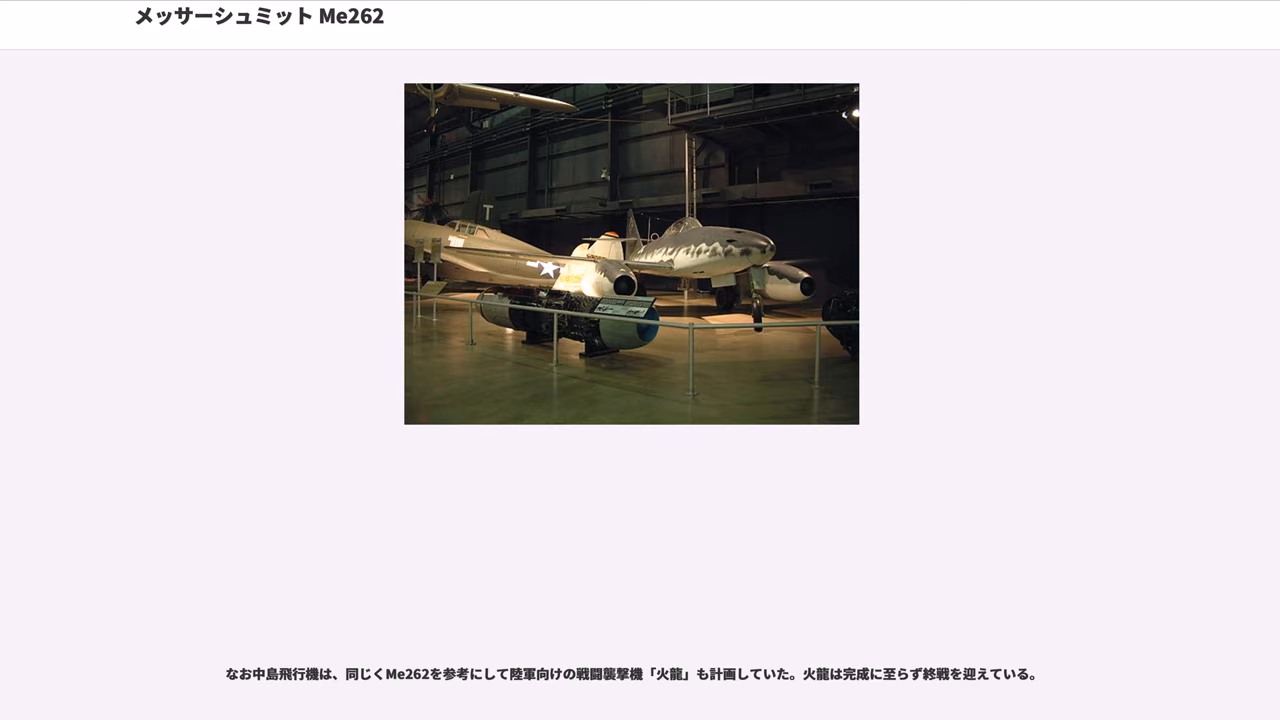 メッサーシュミット Me262
T
なお中島飛行機は、同じくMe262を参考にして陸軍向けの戦闘襲撃機「火龍」も計画していた。火龍は完成に至らず終戦を迎えている。